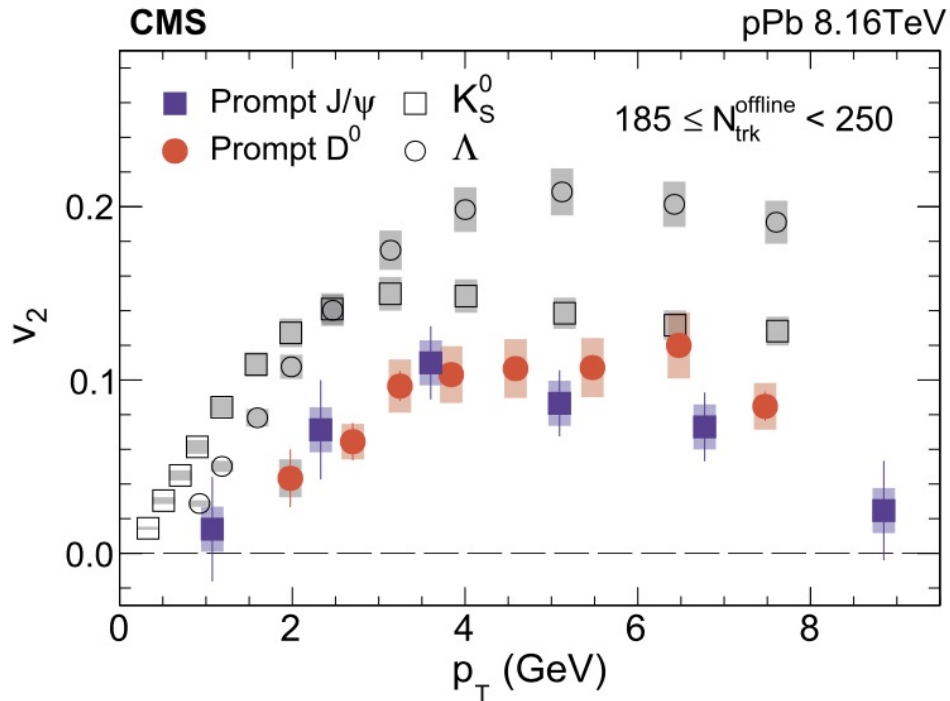 CMS pPb 8.16TeV
Prompt J/ψ K⁰_S 185 ≤ N^offline_trk < 250
Prompt D⁰ Λ
0.2
0.1
0.0
v₂
0 2 4 6 8
p_T (GeV)